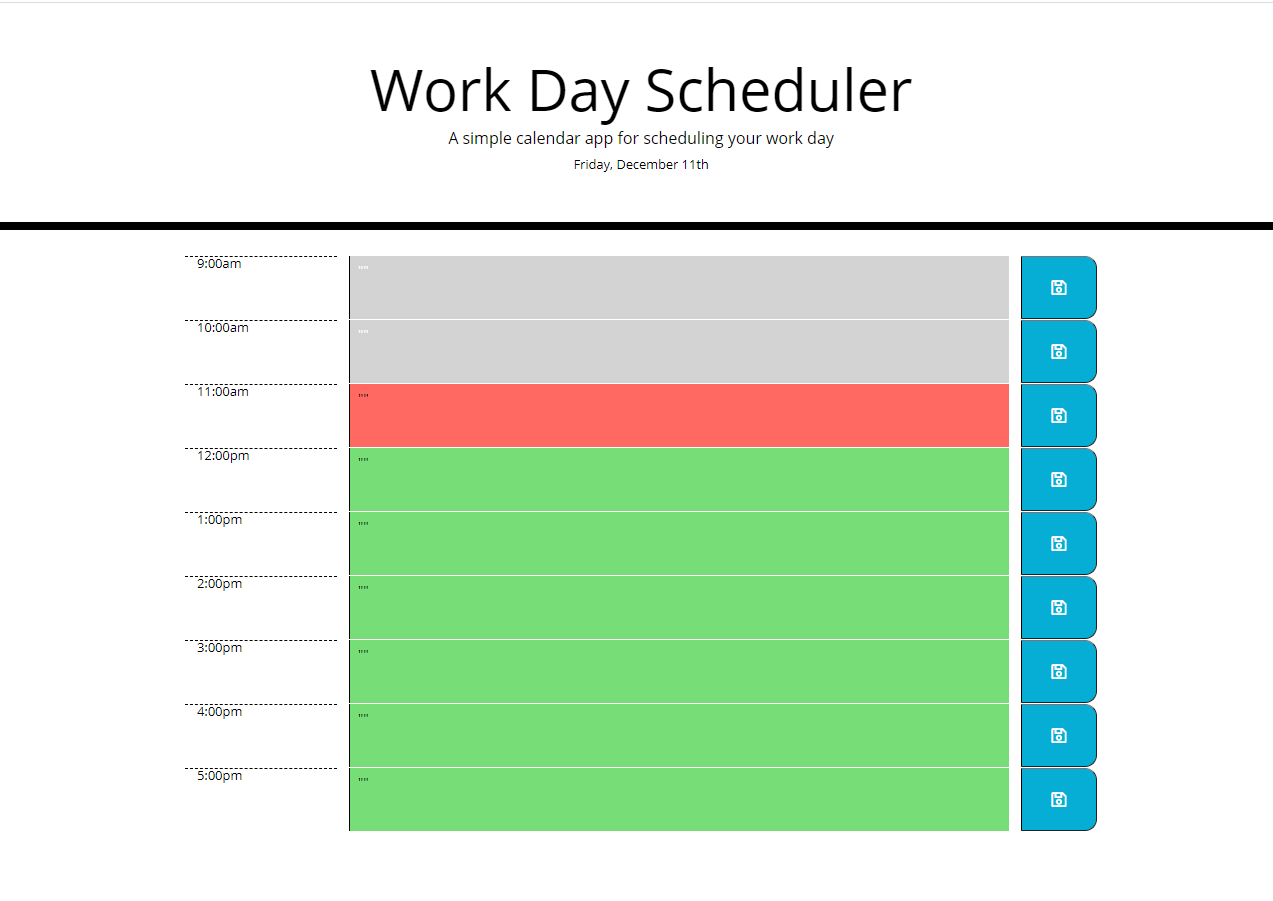 Work Day Scheduler
A simple calendar app for scheduling your work day
Friday, December 11th
9:00am ""
10:00am ""
11:00am ""
12:00pm ""
1:00pm ""
2:00pm ""
3:00pm ""
4:00pm ""
5:00pm ""